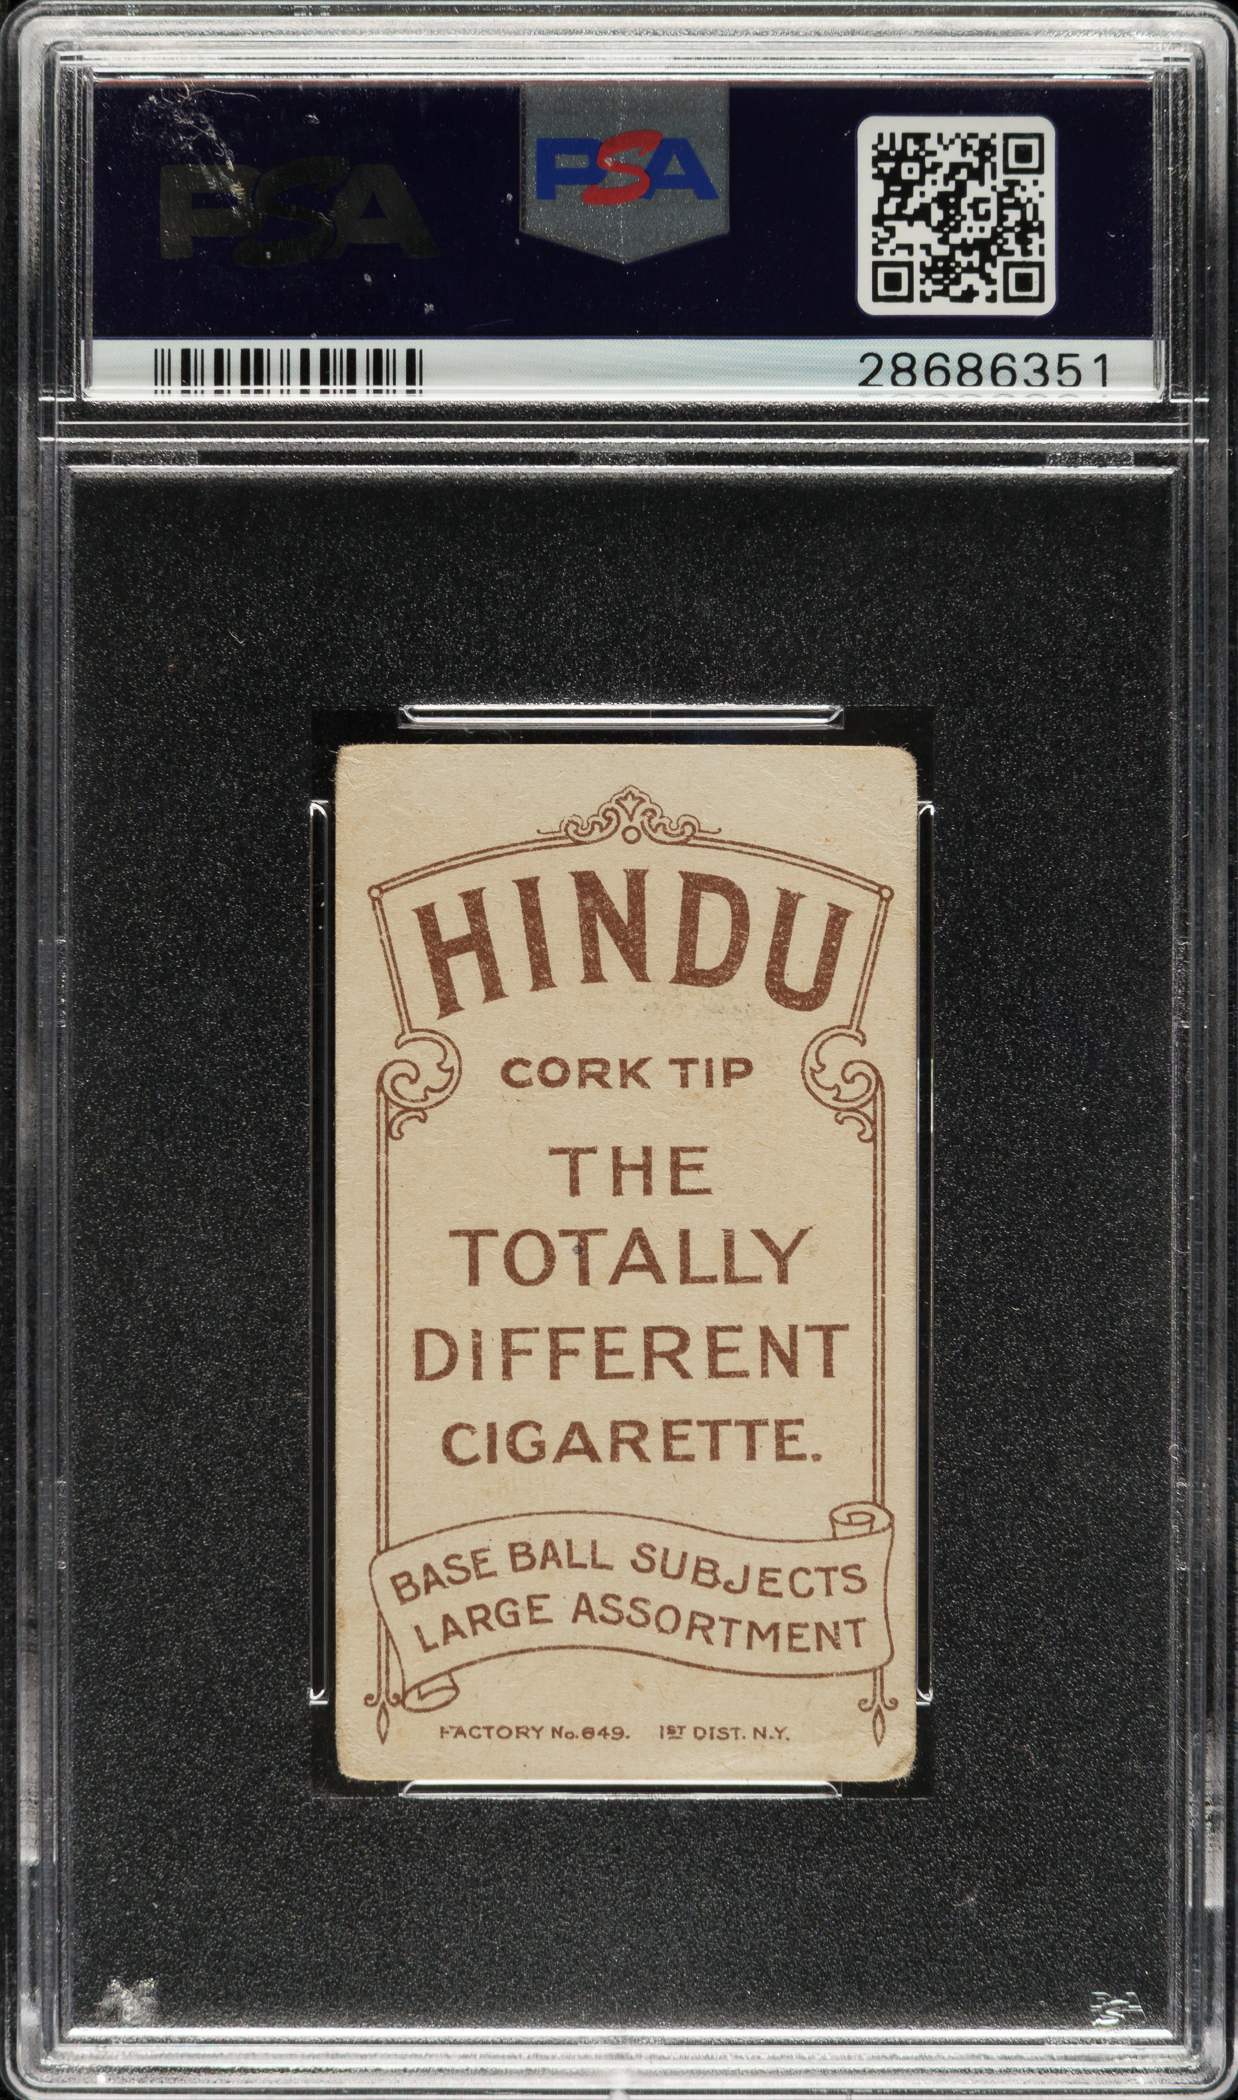 PSA
PSA
28686351
HINDU
CORK TIP
THE
TOTALLY
DIFFERENT
CIGARETTE.
BASE BALL SUBJECTS
LARGE ASSORTMENT
FACTORY No. 649. 1ST DIST. N.Y.
PSA